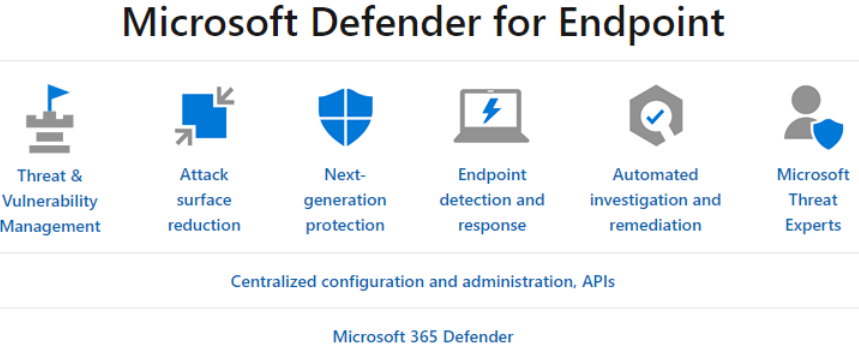 Microsoft Defender for Endpoint
Threat &
Vulnerability
Management
Attack
surface
reduction
Next-
generation
protection
Endpoint
detection and
response
Automated
investigation and
remediation
Microsoft
Threat
Experts
Centralized configuration and administration, APIs
Microsoft 365 Defender